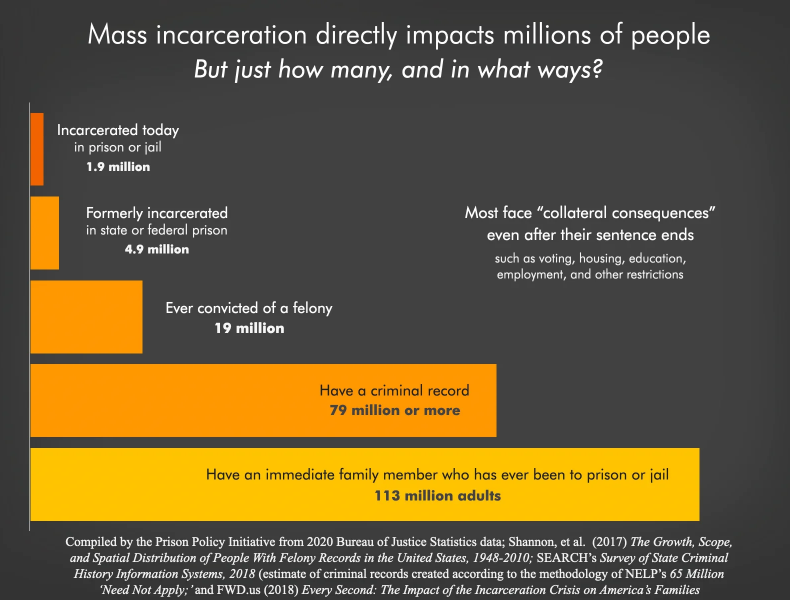 Mass incarceration directly impacts millions of people
But just how many, and in what ways?
Incarcerated today
in prison or jail
1.9 million
Formerly incarcerated
in state or federal prison
4.9 million
Most face “collateral consequences”
even after their sentence ends
such as voting, housing, education,
employment, and other restrictions
Ever convicted of a felony
19 million
Have a criminal record
79 million or more
Have an immediate family member who has ever been to prison or jail
113 million adults
Compiled by the Prison Policy Initiative from 2020 Bureau of Justice Statistics data; Shannon, et al. (2017) The Growth, Scope,
and Spatial Distribution of People With Felony Records in the United States, 1948-2010; SEARCH’s Survey of State Criminal
History Information Systems, 2018 (estimate of criminal records created according to the methodology of NELP’s 65 Million
‘Need Not Apply;’ and FWD.us (2018) Every Second: The Impact of the Incarceration Crisis on America’s Families